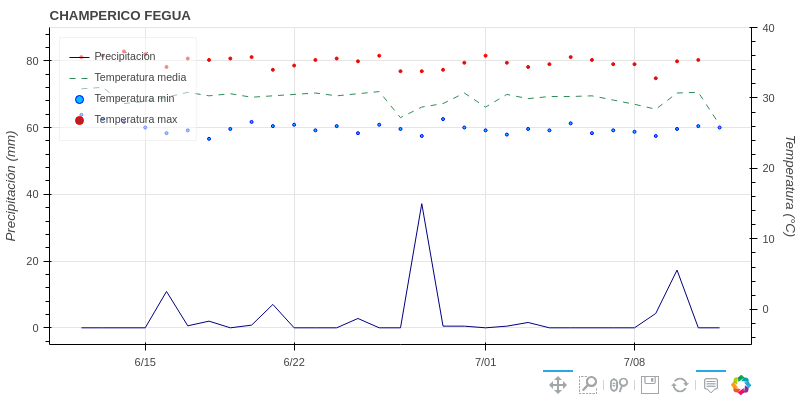 CHAMPERICO FEGUA
Precipitación
Temperatura media
Temperatura min
Temperatura max
Precipitación (mm)
80
60
40
20
0
Temperatura (°C)
40
30
20
10
0
6/15
6/22
7/01
7/08